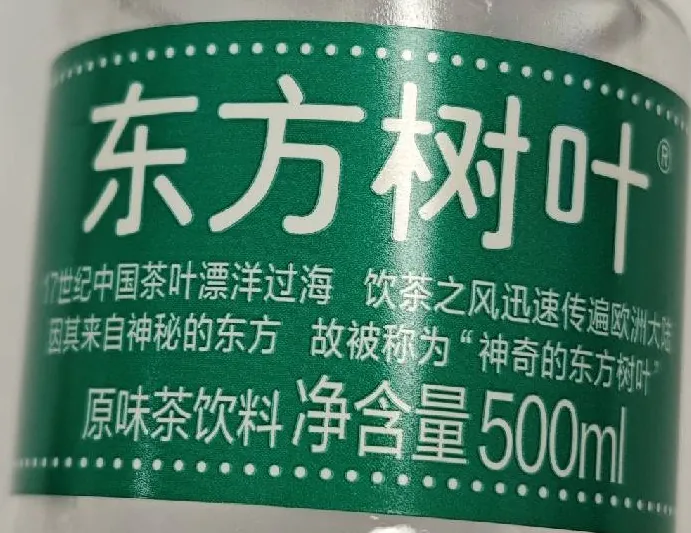 东方树叶®
17世纪中国茶叶漂洋过海 饮茶之风迅速传遍欧洲大陆
因其来自神秘的东方 故被称为“神奇的东方树叶”
原味茶饮料 净含量500ml